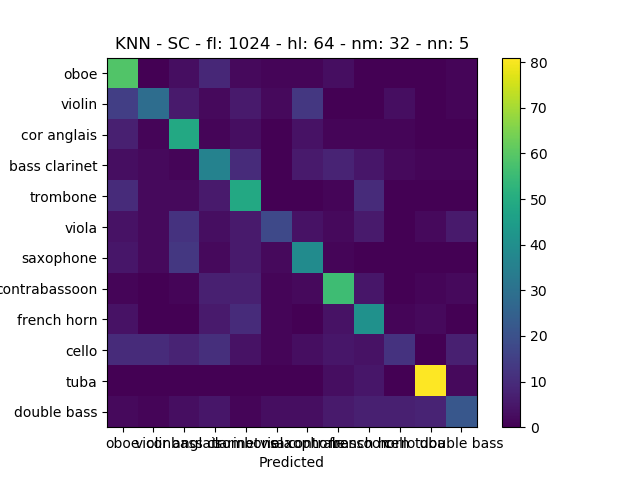 KNN - SC - fl: 1024 - hl: 64 - nm: 32 - nn: 5
oboe
violin
cor anglais
bass clarinet
trombone
viola
saxophone
contrabassoon
french horn
cello
tuba
double bass
80
70
60
50
40
30
20
10
0
oboe
double bass
Predicted